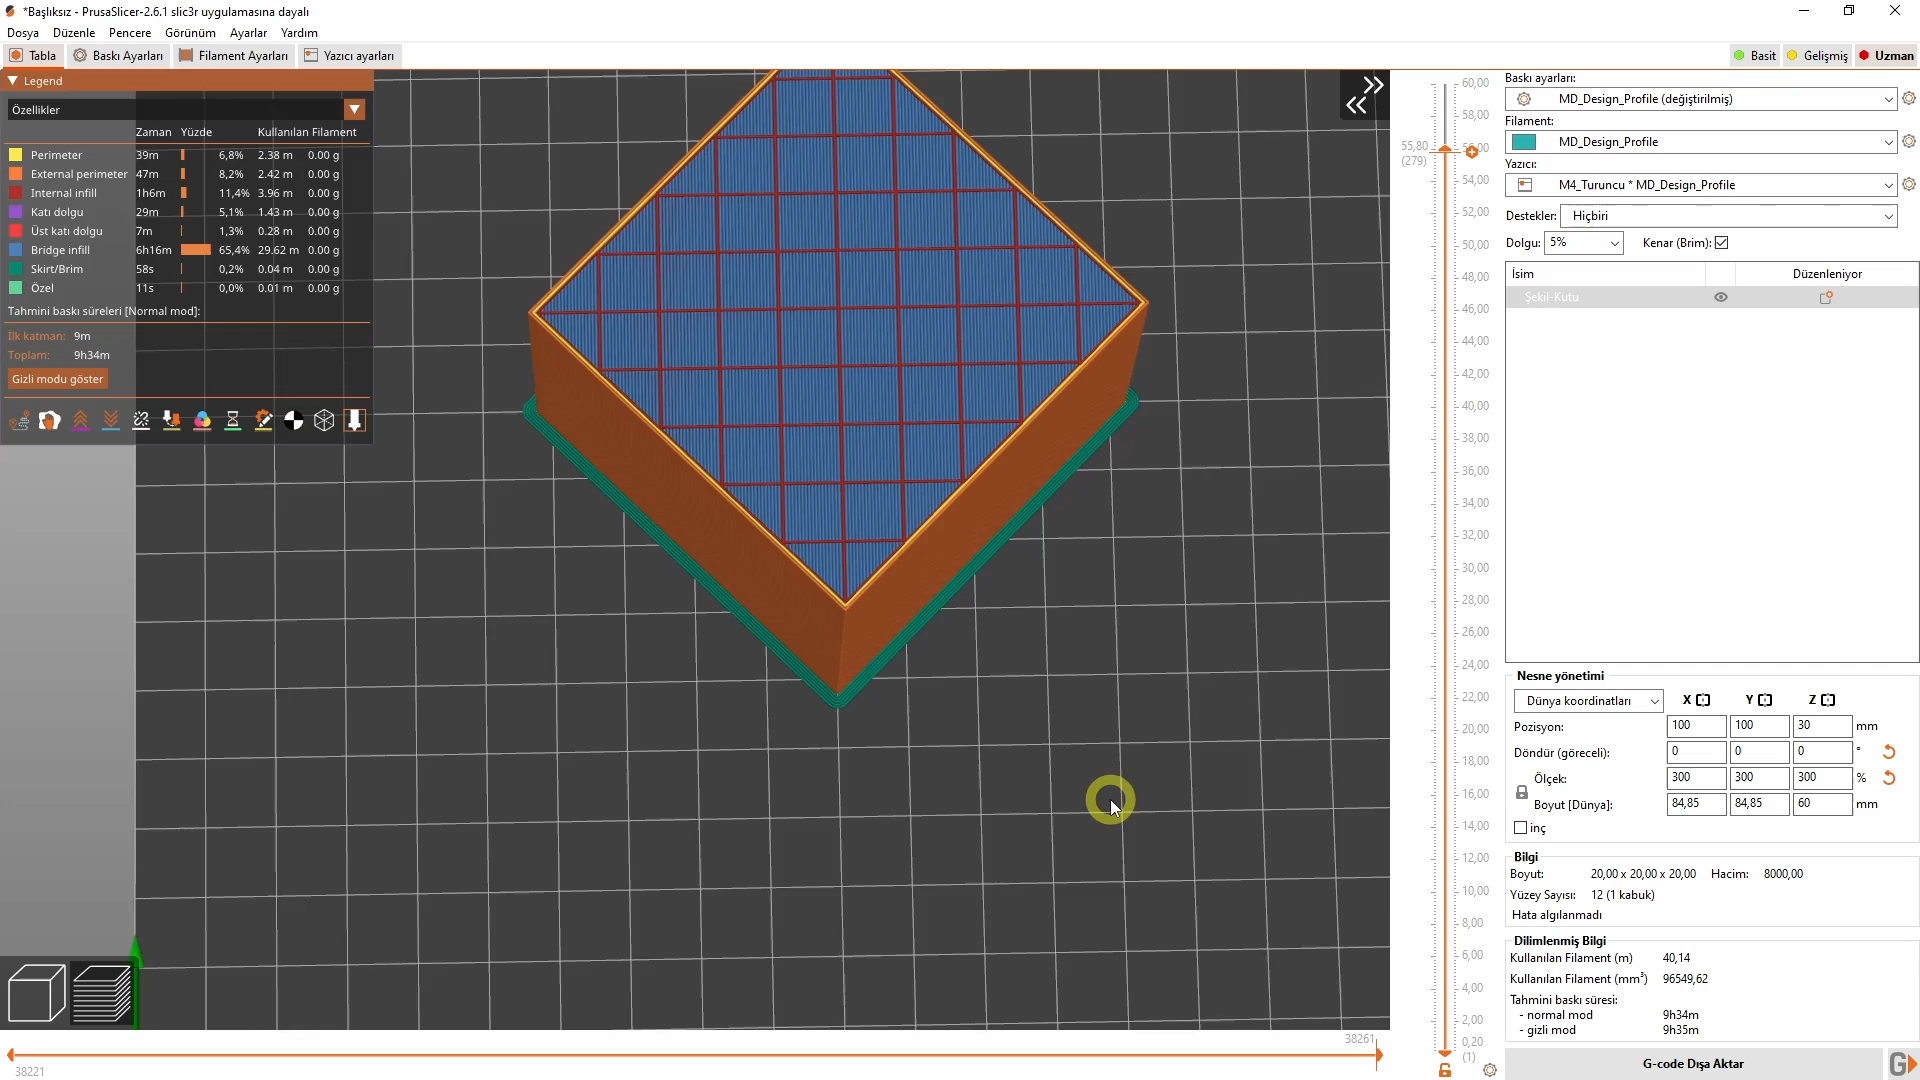 *Başlıksız - PrusaSlicer-2.6.1 slic3r uygulamasına dayalı
Dosya Düzenle Pencere Görünüm Ayarlar Yardım
Tabla Baskı Ayarları Filament Ayarları Yazıcı ayarları Basit Gelişmiş Uzman
Legend
Özellikler
Zaman Yüzde Kullanılan Filament
Perimeter 39m 6,8% 2.38 m 0.00 g
External perimeter 47m 8,2% 2.42 m 0.00 g
Internal infill 1h6m 11,4% 3.96 m 0.00 g
Katı dolgu 29m 5,1% 1.43 m 0.00 g
Üst katı dolgu 7m 1,3% 0.28 m 0.00 g
Bridge infill 6h16m 65,4% 29.62 m 0.00 g
Skirt/Brim 58s 0,2% 0.04 m 0.00 g
Özel 11s 0,0% 0.01 m 0.00 g
Tahmini baskı süreleri [Normal mod]:
İlk katman: 9m
Toplam: 9h34m
Gizli modu göster
38221
38261
60,00
58,00
55,80
(279)
54,00
52,00
50,00
48,00
46,00
44,00
42,00
40,00
38,00
36,00
34,00
32,00
30,00
28,00
26,00
24,00
22,00
20,00
18,00
16,00
14,00
12,00
10,00
8,00
6,00
4,00
2,00
0,20
(1)
Baskı ayarları:
MD_Design_Profile (değiştirilmiş)
Filament:
MD_Design_Profile
Yazıcı:
M4_Turuncu * MD_Design_Profile
Destekler: Hiçbiri
Dolgu: 5% Kenar (Brim):
İsim Düzenleniyor
Şekil-Kutu
Nesne yönetimi
Dünya koordinatları X Y Z
Pozisyon: 100 100 30 mm
Döndür (göreceli): 0 0 0 °
Ölçek: 300 300 300 %
Boyut [Dünya]: 84,85 84,85 60 mm
inç
Bilgi
Boyut: 20,00 x 20,00 x 20,00 Hacim: 8000,00
Yüzey Sayısı: 12 (1 kabuk)
Hata algılanmadı
Dilimlenmiş Bilgi
Kullanılan Filament (m) 40,14
Kullanılan Filament (mm³) 96549,62
Tahmini baskı süresi:
- normal mod 9h34m
- gizli mod 9h35m
G-code Dışa Aktar
G